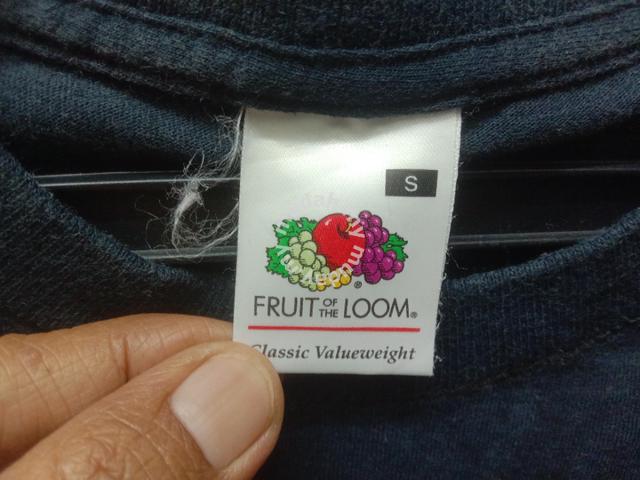 S
FRUIT OF THE LOOM®
Classic Valueweight